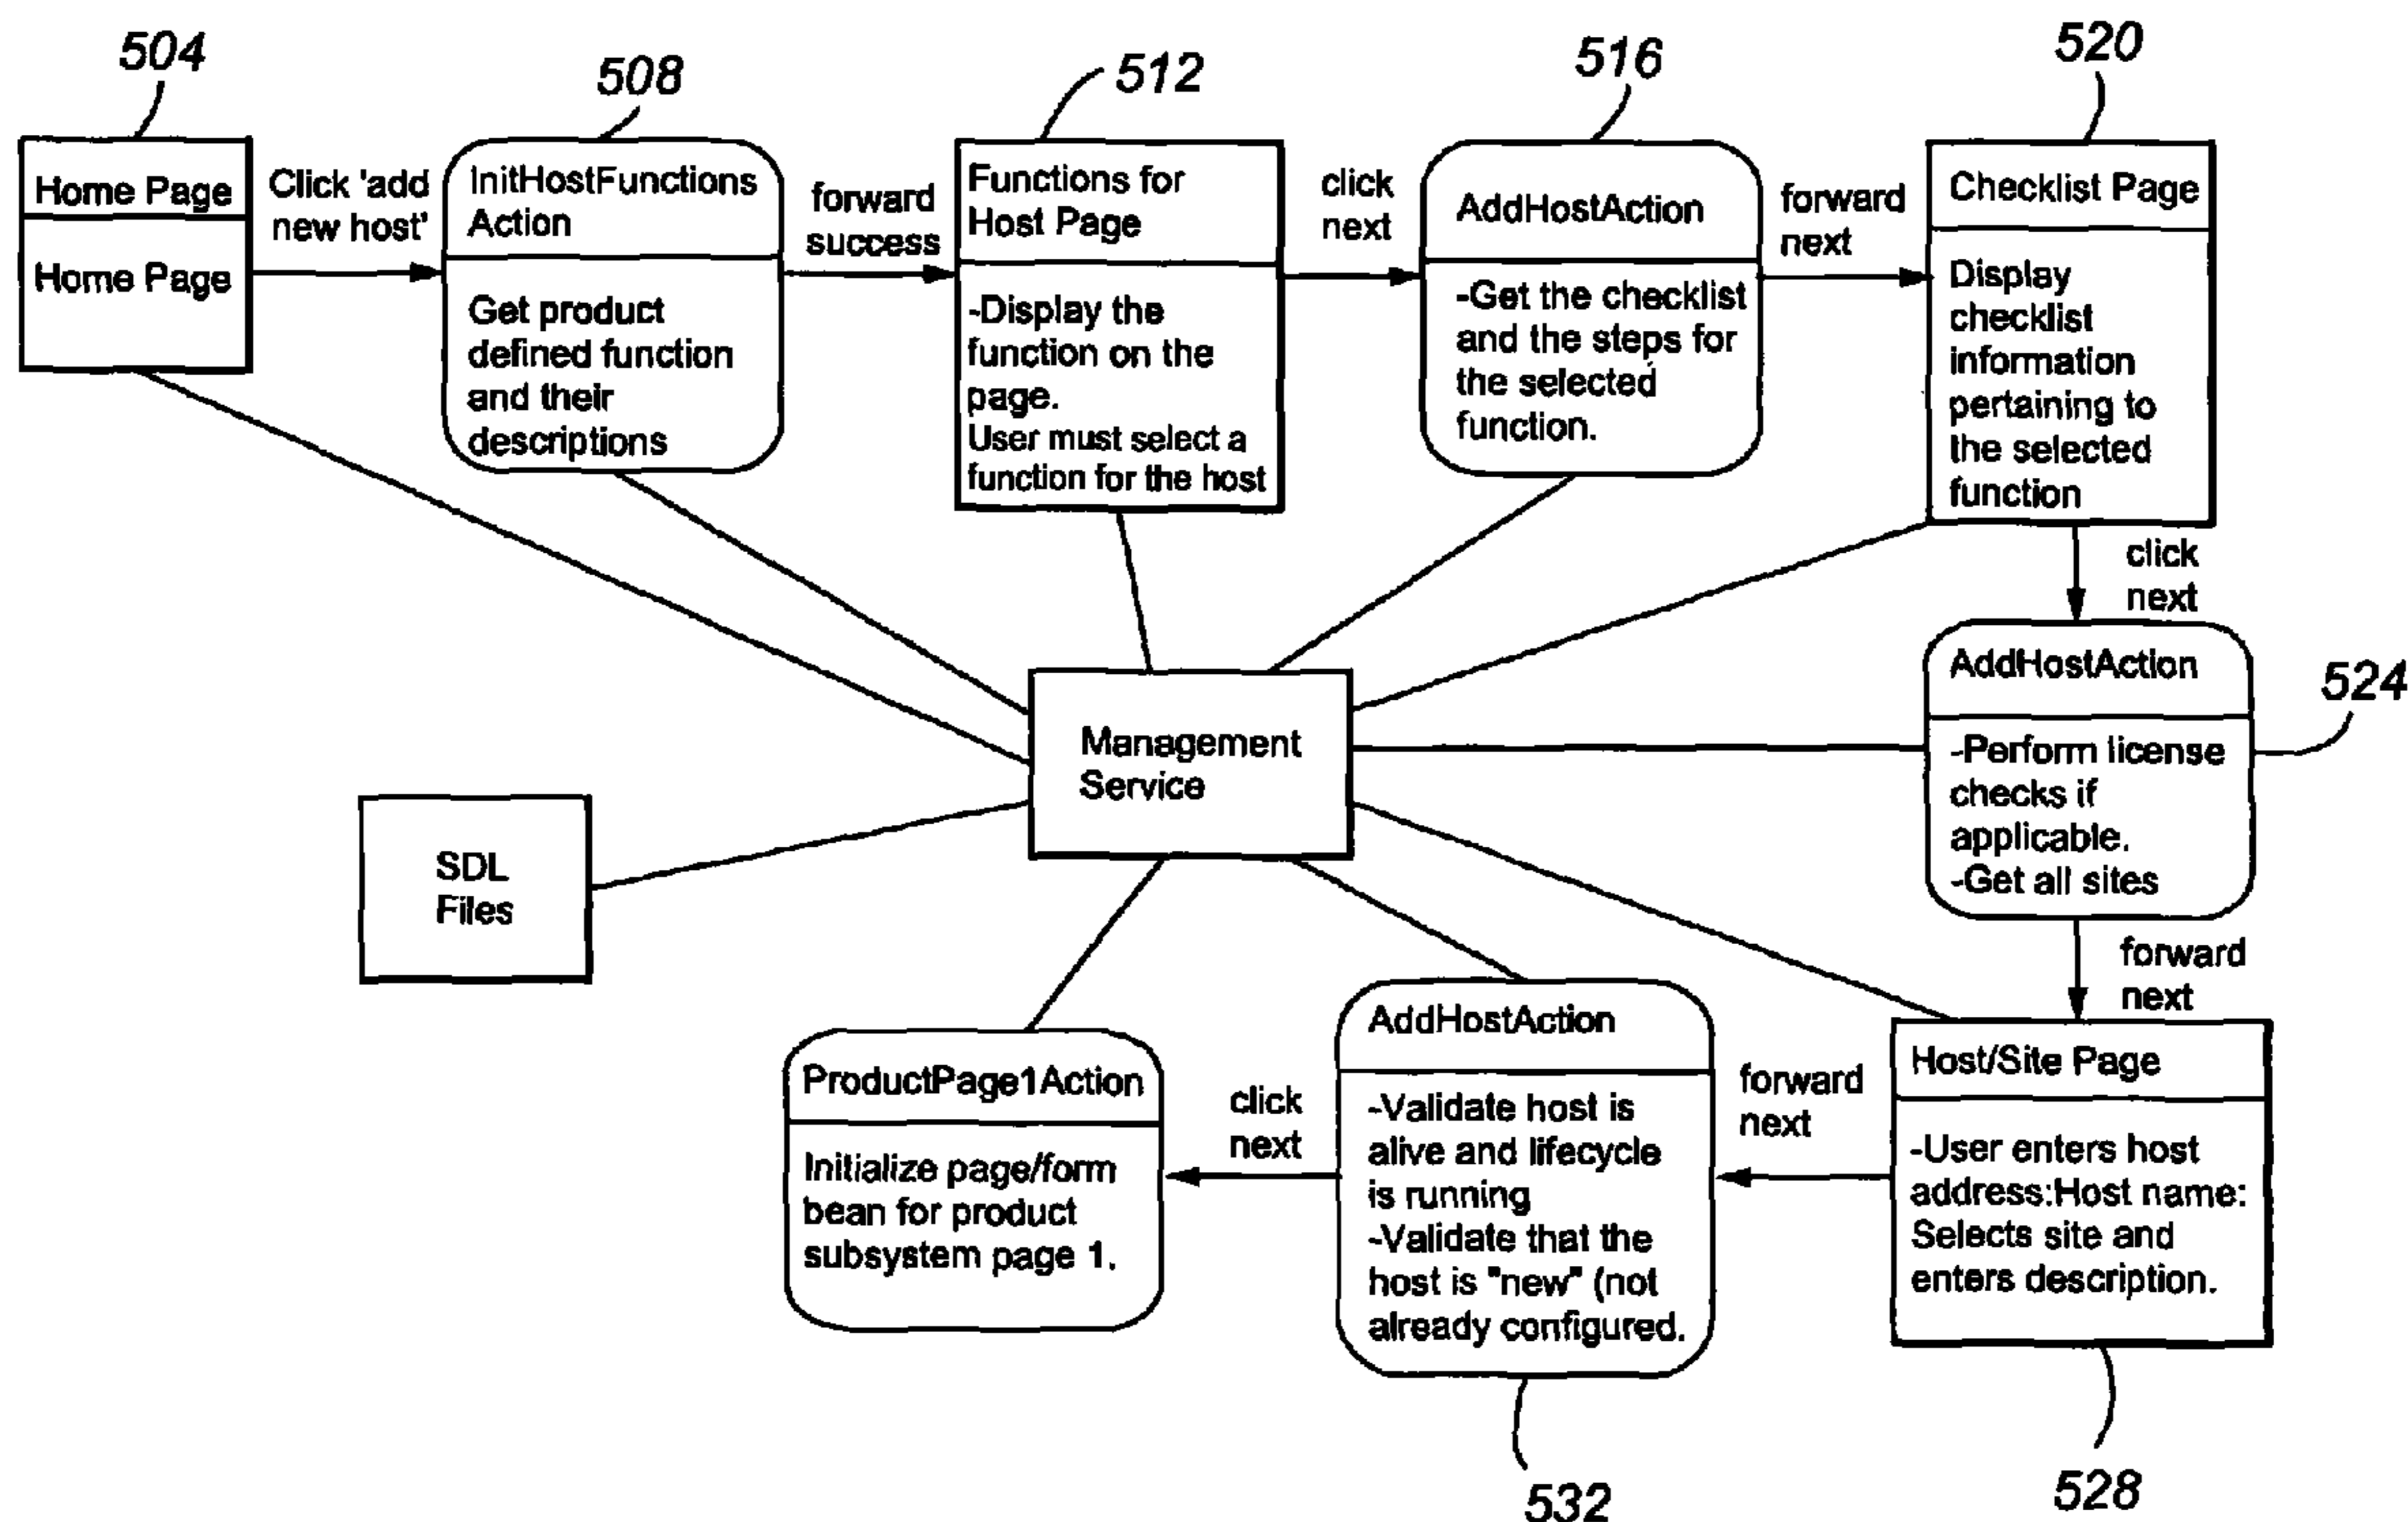 504
508
512
516
520
Home Page
Home Page
Click 'add
new host'
InitHostFunctions
Action
Get product
defined function
and their
descriptions
forward
success
Functions for
Host Page
-Display the
function on the
page.
User must select a
function for the host
click
next
AddHostAction
-Get the checklist
and the steps for
the selected
function.
forward
next
Checklist Page
Display
checklist
information
pertaining to
the selected
function
click
next
AddHostAction
-Perform license
checks if
applicable.
-Get all sites
524
Management
Service
SDL
Files
forward
next
Host/Site Page
-User enters host
address:Host name:
Selects site and
enters description.
528
forward
next
AddHostAction
-Validate host is
alive and lifecycle
is running
-Validate that the
host is "new" (not
already configured.
532
click
next
ProductPage1Action
Initialize page/form
bean for product
subsystem page 1.